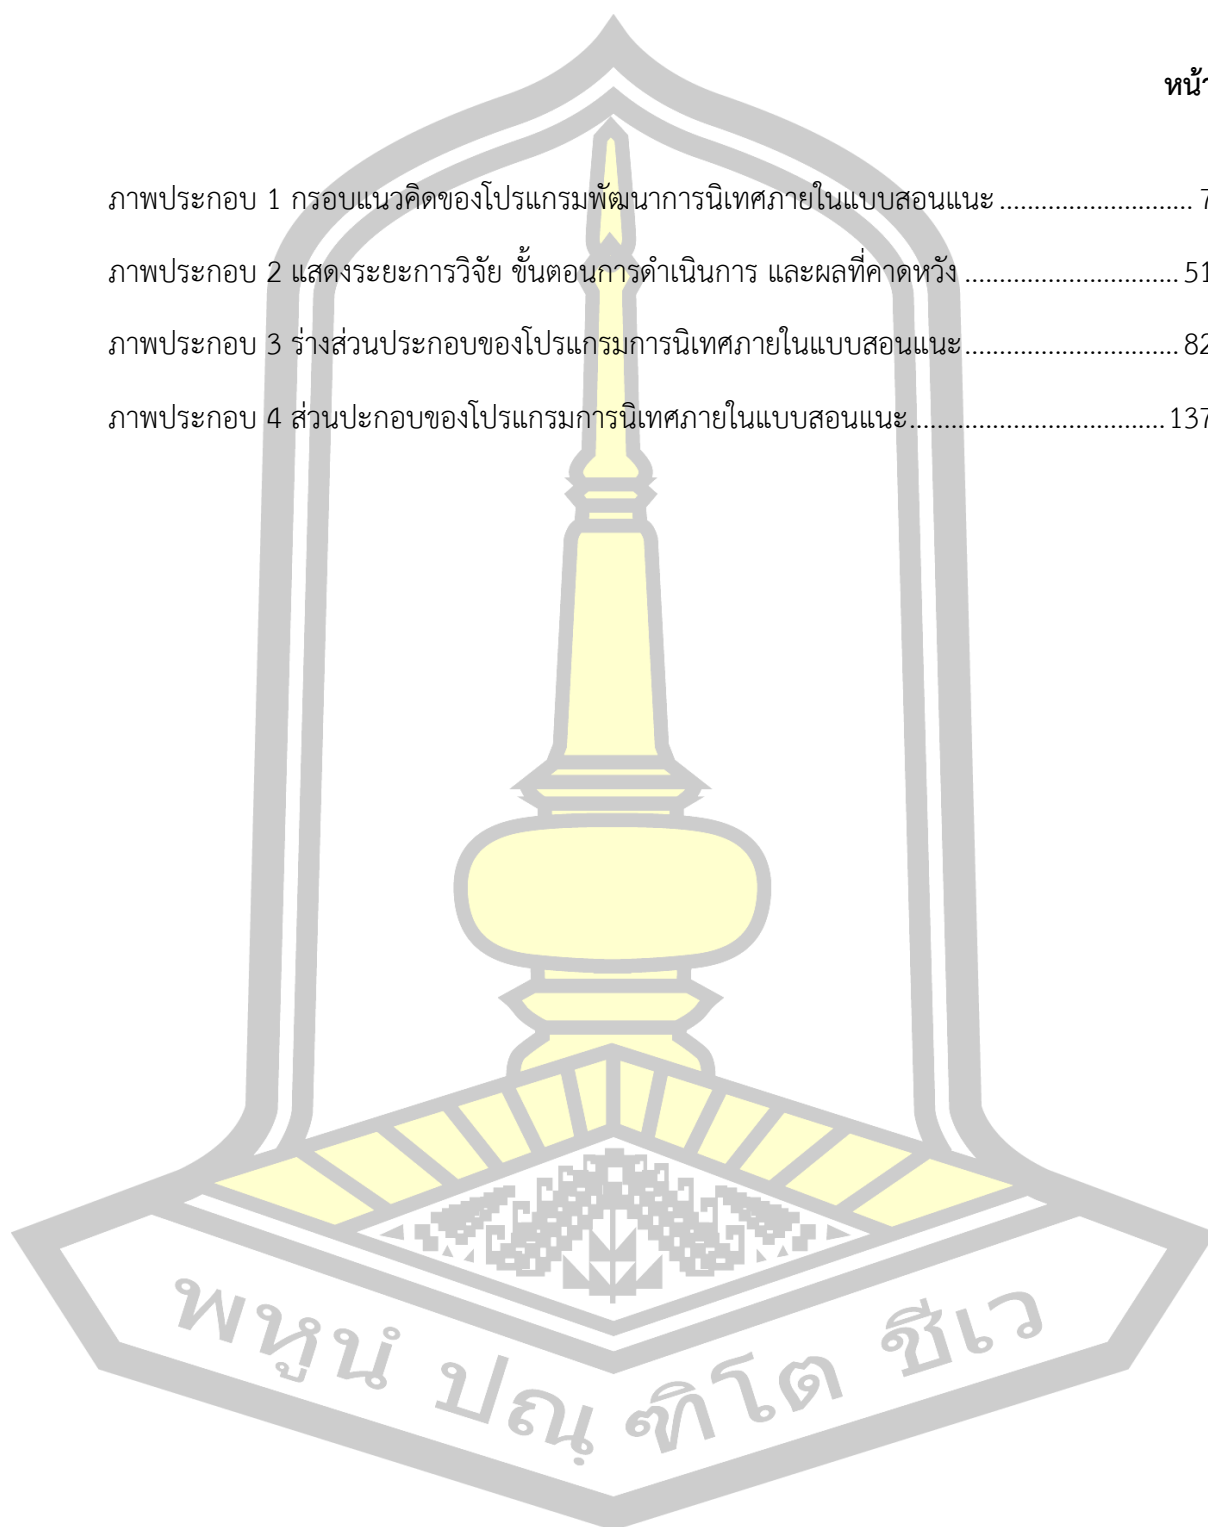 หน้า
ภาพประกอบ 1 กรอบแนวคิดของโปรแกรมพัฒนาการนิเทศภายในแบบสอนแนะ ............................ 7
ภาพประกอบ 2 แสดงระยะการวิจัย ขั้นตอนการดำเนินการ และผลที่คาดหวัง ............................... 51
ภาพประกอบ 3 ร่างส่วนประกอบของโปรแกรมการนิเทศภายในแบบสอนแนะ............................... 82
ภาพประกอบ 4 ส่วนปะกอบของโปรแกรมการนิเทศภายในแบบสอนแนะ..................................... 137
พหูนํ ปณฺฑิโต ชีเว